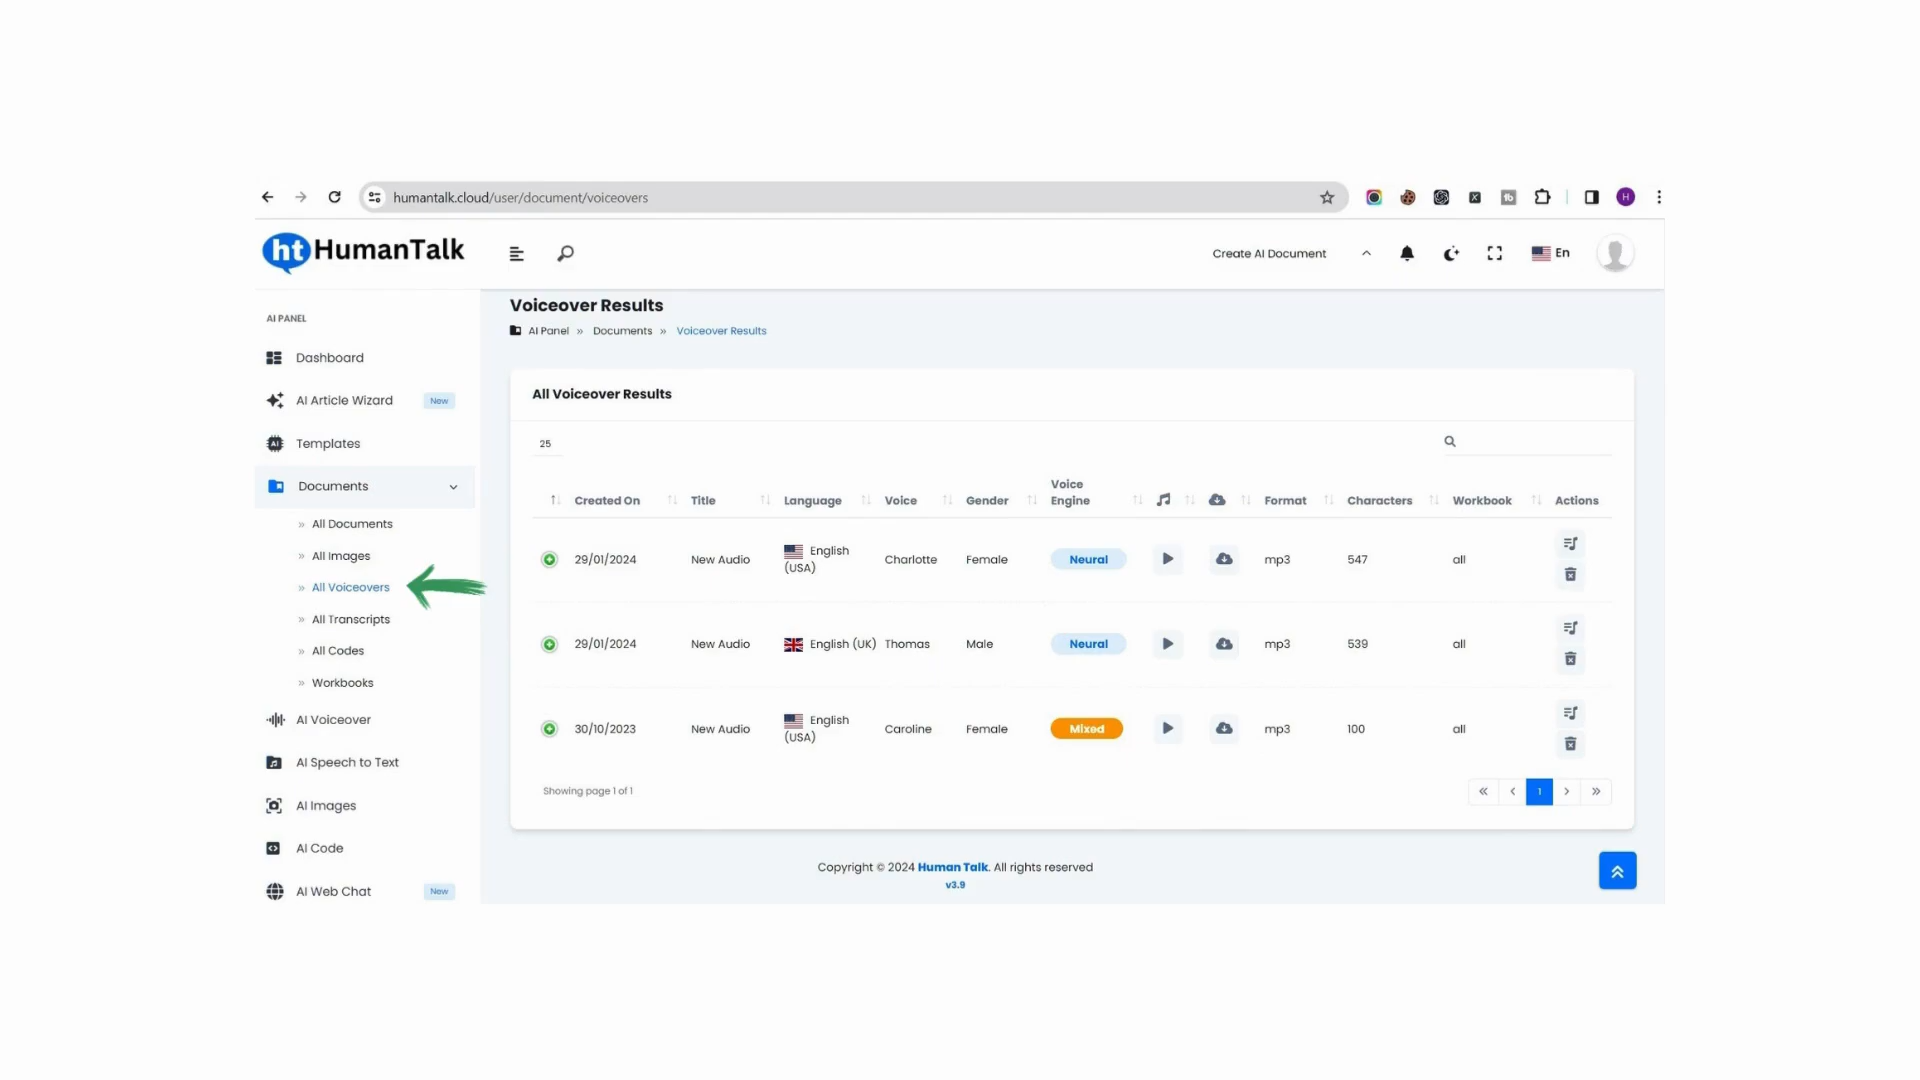 humantalk.cloud/user/document/voiceovers
H
ht HumanTalk
Create AI Document
En
AI PANEL
Dashboard
AI Article Wizard New
Templates
Documents
» All Documents
» All Images
» All Voiceovers
» All Transcripts
» All Codes
» Workbooks
AI Voiceover
AI Speech to Text
AI Images
AI Code
AI Web Chat New
Voiceover Results
AI Panel » Documents » Voiceover Results
All Voiceover Results
25
Created On Title Language Voice Gender Voice Engine Format Characters Workbook Actions
29/01/2024 New Audio English (USA) Charlotte Female Neural mp3 547 all
29/01/2024 New Audio English (UK) Thomas Male Neural mp3 539 all
30/10/2023 New Audio English (USA) Caroline Female Mixed mp3 100 all
Showing page 1 of 1
« ‹ 1 › »
Copyright © 2024 Human Talk. All rights reserved
v3.9